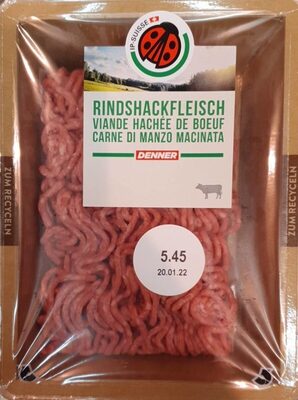 IP-SUISSE
RINDSHACKFLEISCH
VIANDE HACHÉE DE BOEUF
CARNE DI MANZO MACINATA
DENNER
ZUM RECYCELN
ZUM RECYCELN
5.45
20.01.22